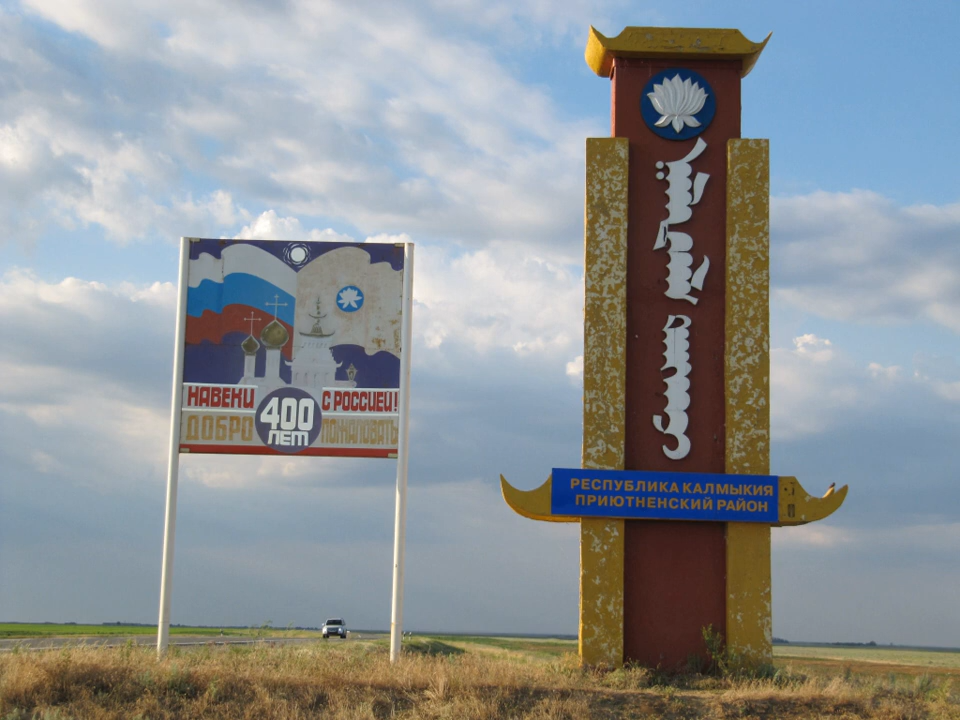 НАВЕКИ С РОССИЕЙ!
400
ЛЕТ
ДОБРО ПОЖАЛОВАТЬ
РЕСПУБЛИКА КАЛМЫКИЯ
ПРИЮТНЕНСКИЙ РАЙОН